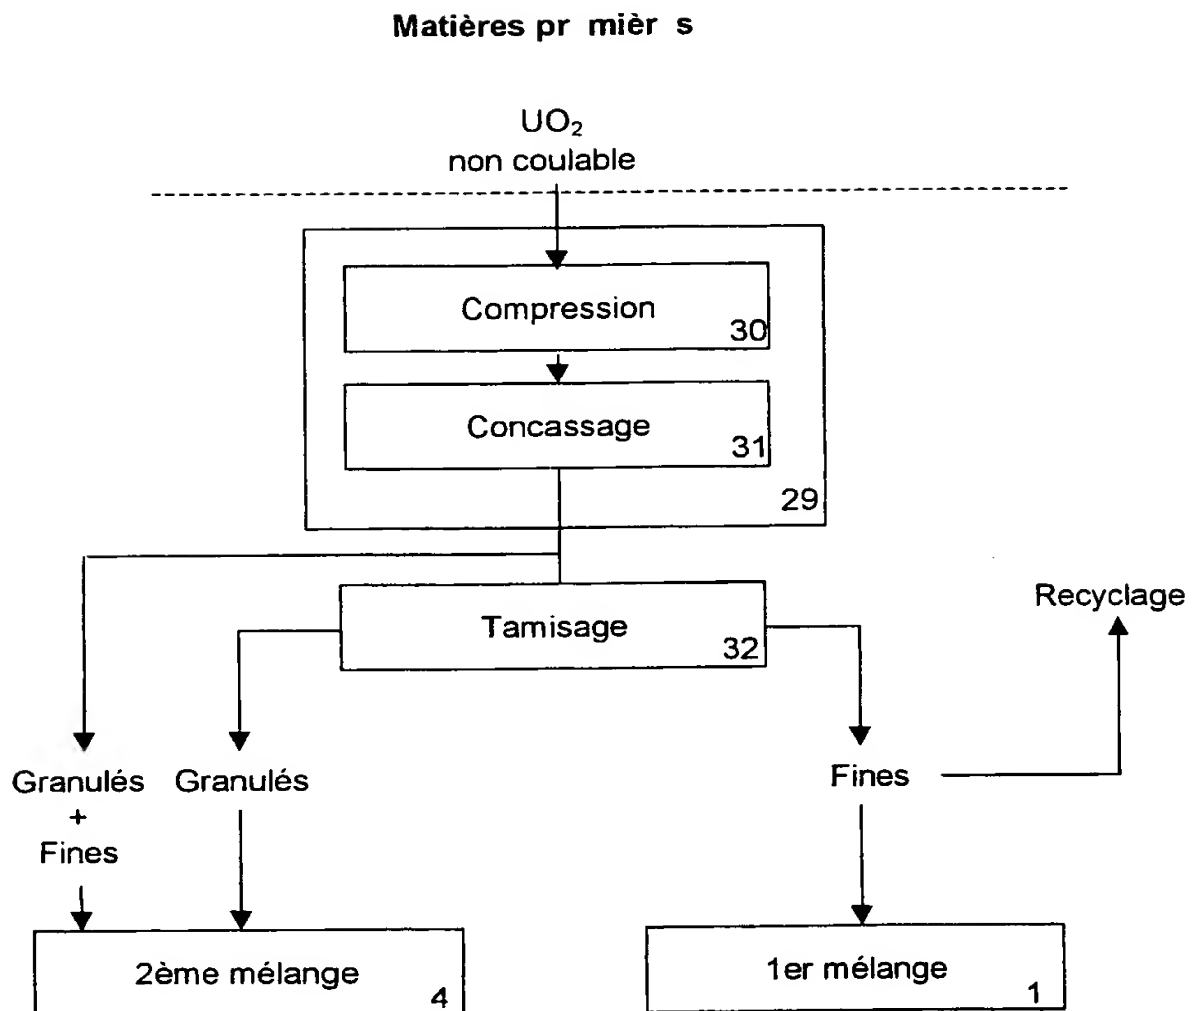 Matières pr mièr s
UO₂
non coulable
Compression
30
Concassage
31
29
Tamisage
32
Recyclage
Granulés
+
Fines
Granulés
Fines
2ème mélange
4
1er mélange
1